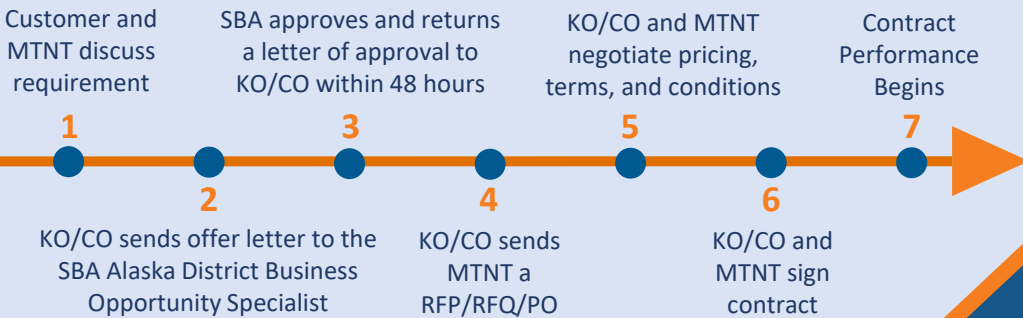 Customer and
MTNT discuss
requirement
1
2
KO/CO sends offer letter to the
SBA Alaska District Business
Opportunity Specialist
SBA approves and returns
a letter of approval to
KO/CO within 48 hours
3
4
KO/CO sends
MTNT a
RFP/RFQ/PO
KO/CO and MTNT
negotiate pricing,
terms, and conditions
5
6
KO/CO and
MTNT sign
contract
Contract
Performance
Begins
7